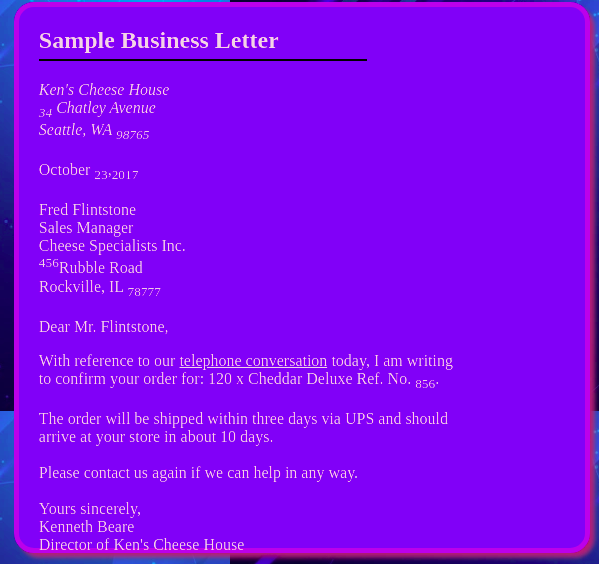 Sample Business Letter
Ken's Cheese House
34 Chatley Avenue
Seattle, WA 98765
October 23,2017
Fred Flintstone
Sales Manager
Cheese Specialists Inc.
456Rubble Road
Rockville, IL 78777
Dear Mr. Flintstone,
With reference to our telephone conversation today, I am writing
to confirm your order for: 120 x Cheddar Deluxe Ref. No. 856.
The order will be shipped within three days via UPS and should
arrive at your store in about 10 days.
Please contact us again if we can help in any way.
Yours sincerely,
Kenneth Beare
Director of Ken's Cheese House